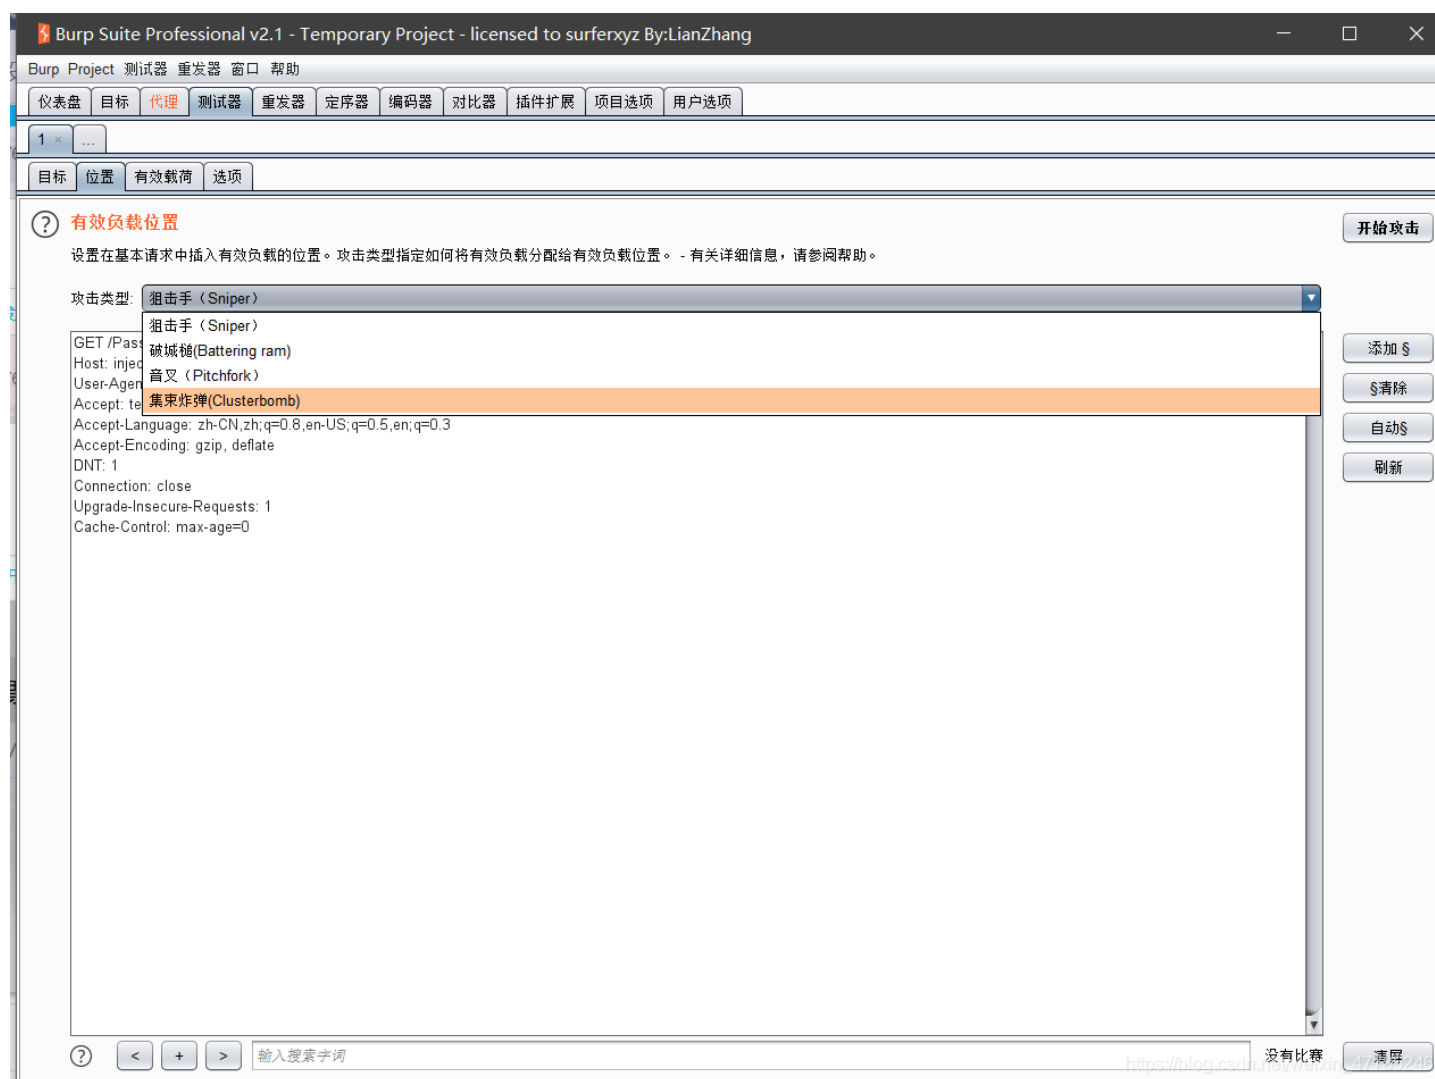 Burp Suite Professional v2.1 - Temporary Project - licensed to surferxyz By:LianZhang
Burp Project 测试器 重发器 窗口 帮助
仪表盘 目标 代理 测试器 重发器 定序器 编码器 对比器 插件扩展 项目选项 用户选项
1 × ...
目标 位置 有效载荷 选项
? 有效负载位置 开始攻击
设置在基本请求中插入有效负载的位置。攻击类型指定如何将有效负载分配给有效负载位置。 - 有关详细信息，请参阅帮助。
攻击类型: 狙击手（Sniper）
狙击手（Sniper）
破城槌(Battering ram)
音叉（Pitchfork）
集束炸弹(Clusterbomb)
GET /Pass
Host: injec
User-Agen
Accept: te
Accept-Language: zh-CN,zh;q=0.8,en-US;q=0.5,en;q=0.3
Accept-Encoding: gzip, deflate
DNT: 1
Connection: close
Upgrade-Insecure-Requests: 1
Cache-Control: max-age=0
添加 §
§清除
自动§
刷新
? < + > 输入搜索字词 没有比赛 清屏